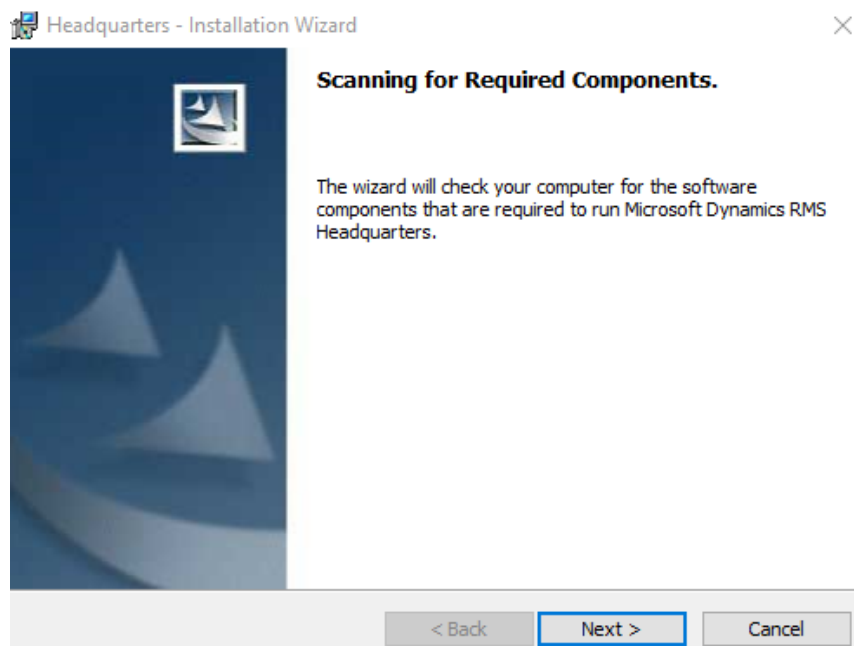 Headquarters - Installation Wizard
Scanning for Required Components.
The wizard will check your computer for the software
components that are required to run Microsoft Dynamics RMS
Headquarters.
< Back
Next >
Cancel